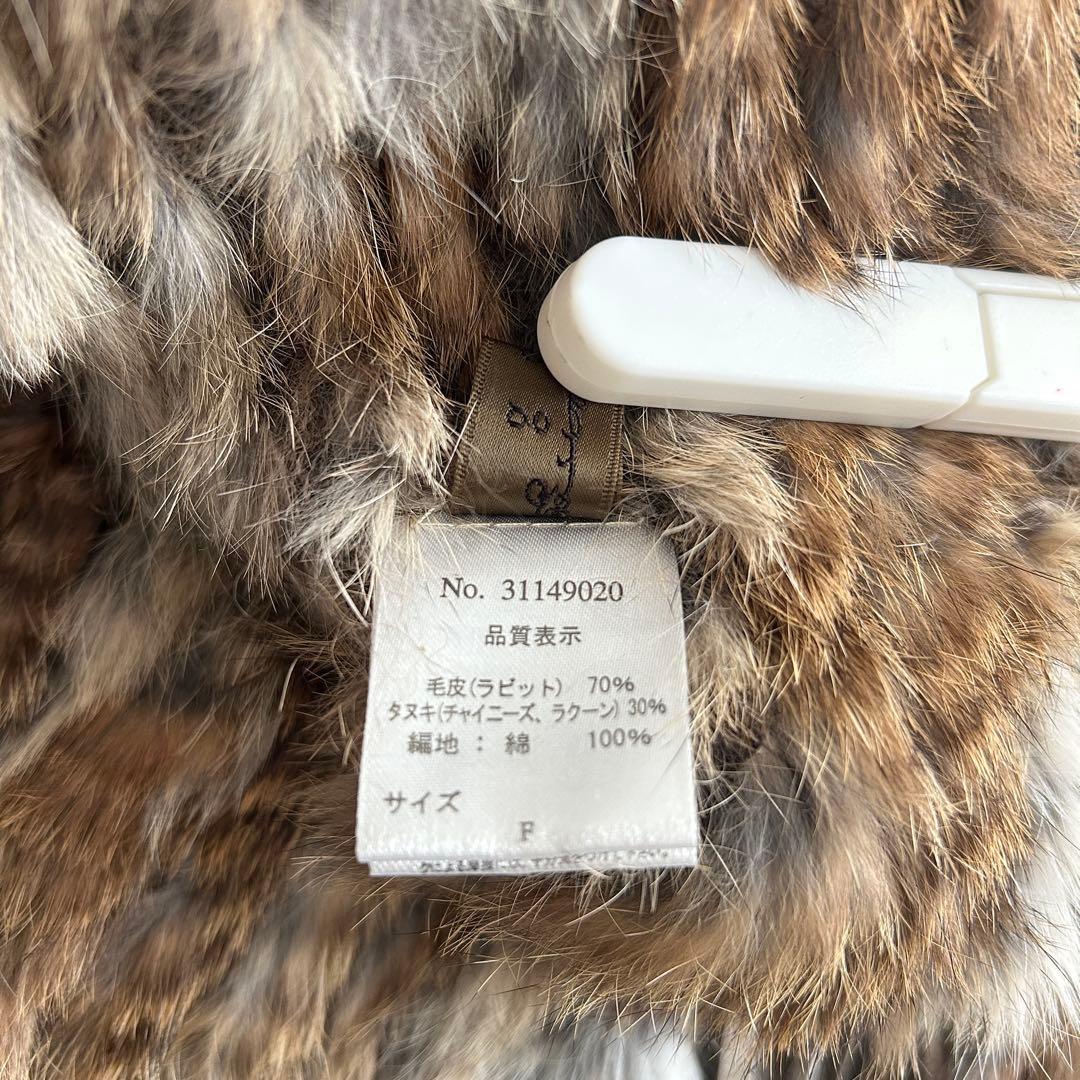 No. 31149020
品質表示
毛皮(ラビット) 70%
タヌキ(チャイニーズ、ラクーン) 30%
編地 : 綿 100%
サイズ
F